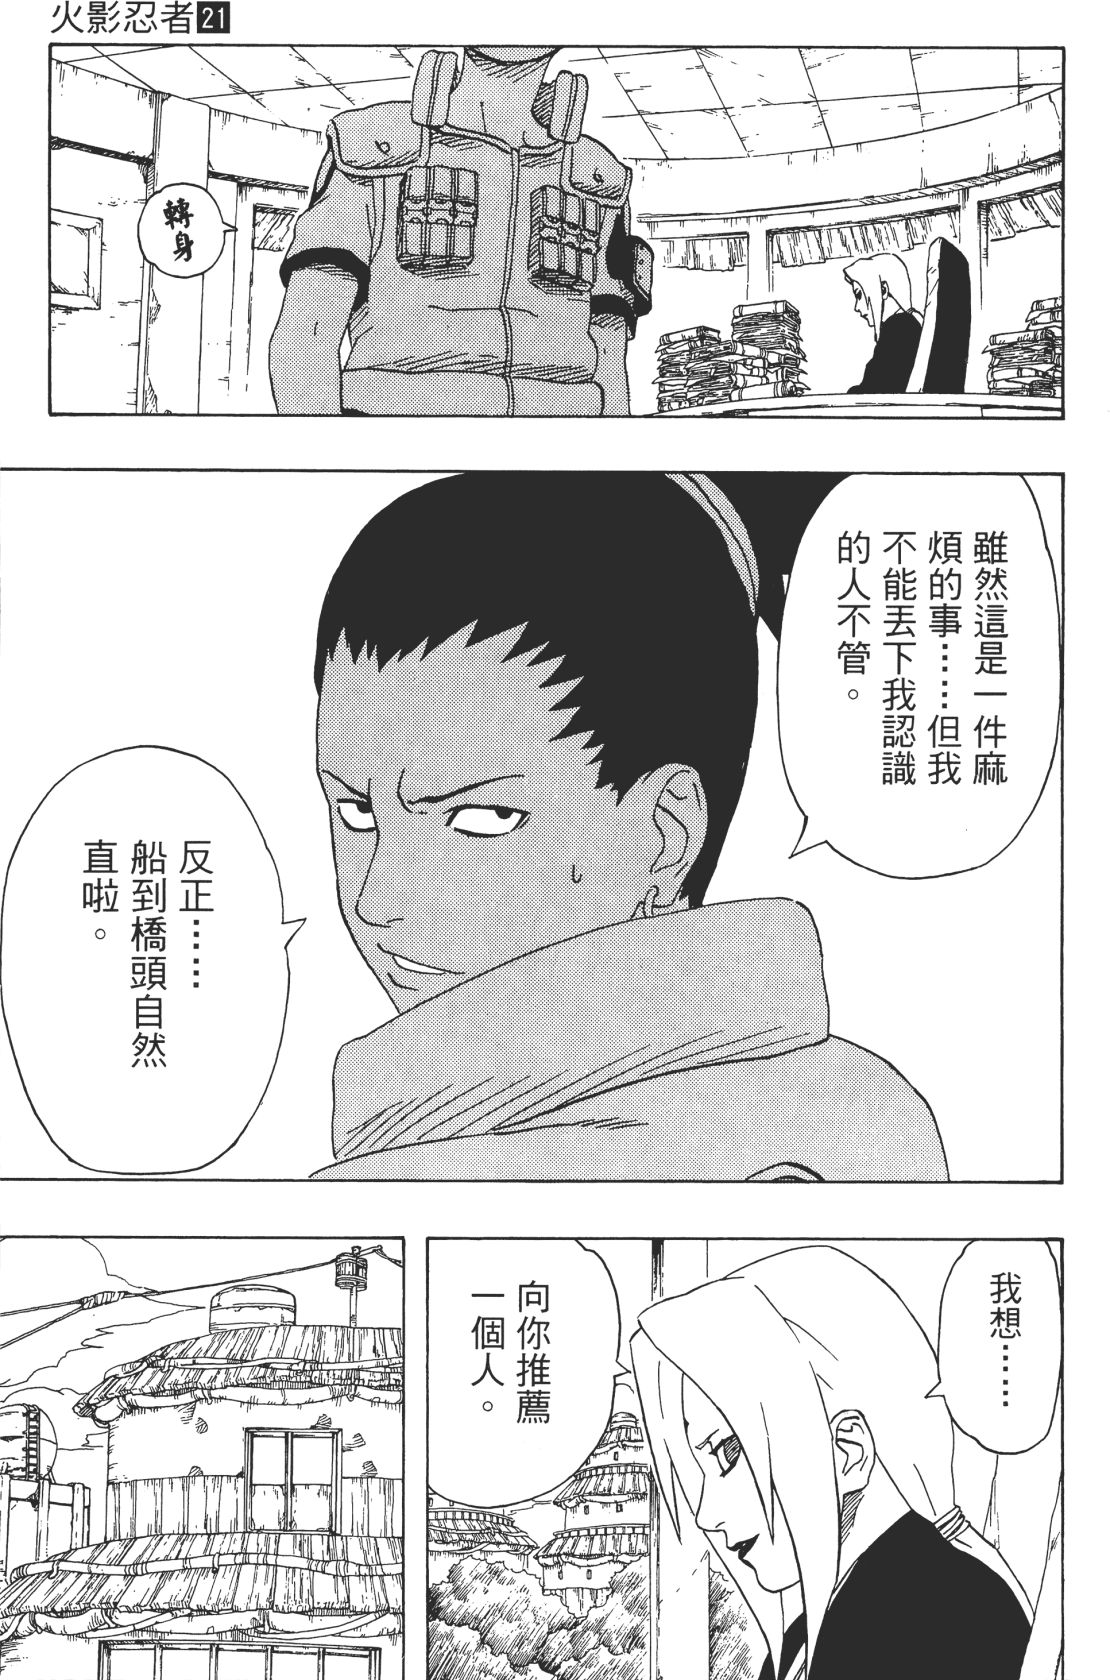 火影忍者21
轉身
雖然這是一件麻
煩的事……但我
不能丟下我認識
的人不管。
反正……
船到橋頭自然
直啦。
我想……
向你推薦
一個人。